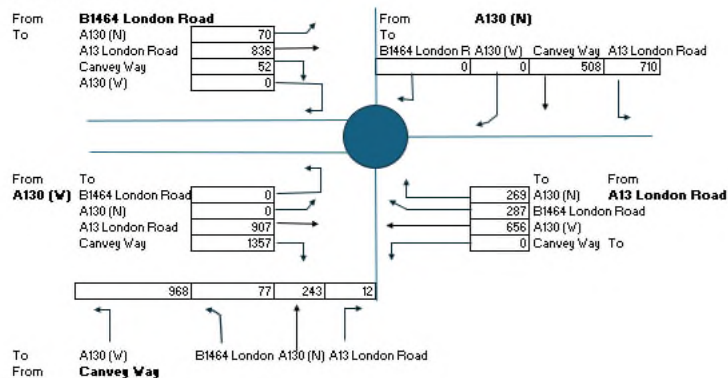 From B1464 London Road
To A130 (N) 70
A13 London Road 836
Canvey Way 52
A130 (W) 0
From A130 (N)
To
B1464 London R A130 (W) Canvey Way A13 London Road
0 0 508 710
From To
A130 (W) B1464 London Road 0
A130 (N) 0
A13 London Road 907
Canvey Way 1357
To From
269 A130 (N) A13 London Road
287 B1464 London Road
656 A130 (W)
0 Canvey Way To
968 77 243 12
To A130 (W) B1464 London A130 (N) A13 London Road
From Canvey Way